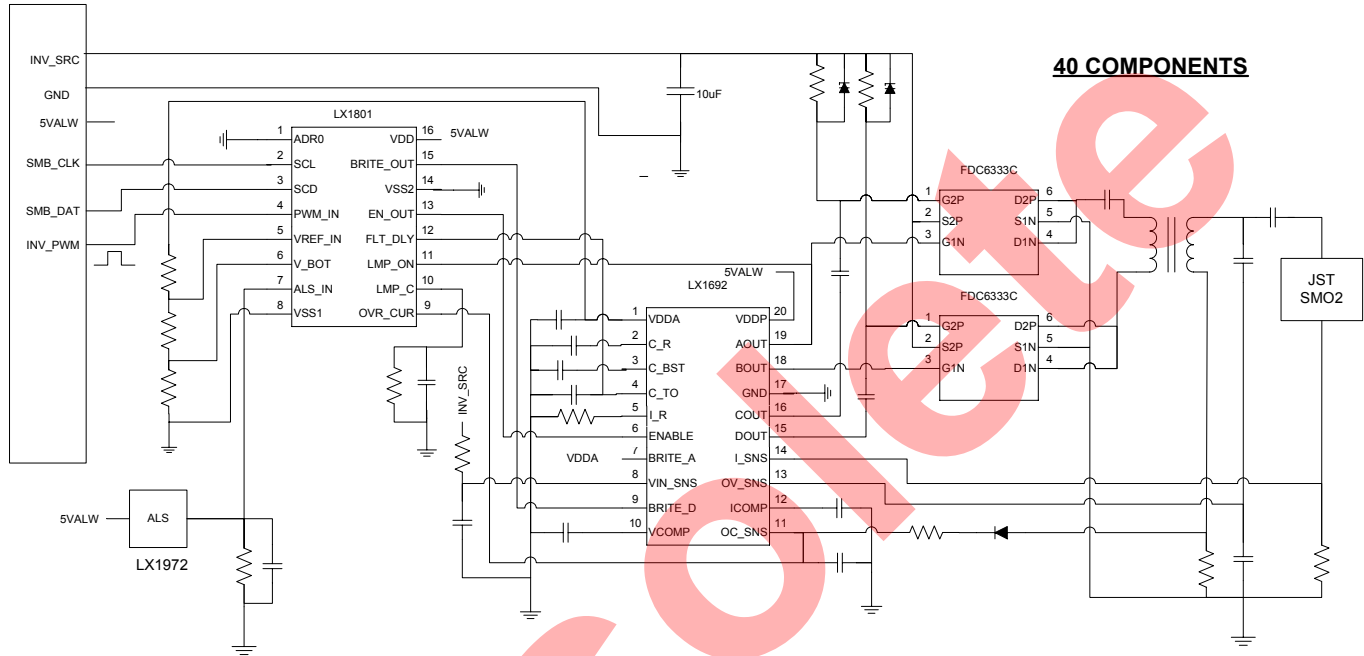 40 COMPONENTS
INV_SRC
GND
5VALW
SMB_CLK
SMB_DAT
INV_PWM
10uF
LX1801
1 ADR0
2 SCL
3 SCD
4 PWM_IN
5 VREF_IN
6 V_BOT
7 ALS_IN
8 VSS1
VDD 16
BRITE_OUT 15
VSS2 14
EN_OUT 13
FLT_DLY 12
LMP_ON 11
LMP_C 10
OVR_CUR 9
5VALW
5VALW
ALS
LX1972
INV_SRC
VDDA
5VALW
LX1692
1 VDDA
2 C_R
3 C_BST
4 C_TO
5 I_R
6 ENABLE
7 BRITE_A
8 VIN_SNS
9 BRITE_D
10 VCOMP
VDDP 20
AOUT 19
BOUT 18
GND 17
COUT 16
DOUT 15
I_SNS 14
OV_SNS 13
ICOMP 12
OC_SNS 11
FDC6333C
1 G2P
2 S2P
3 G1N
D2P 6
S1N 5
D1N 4
FDC6333C
1 G2P
2 S2P
3 G1N
D2P 6
S1N 5
D1N 4
JST
SMO2
olete